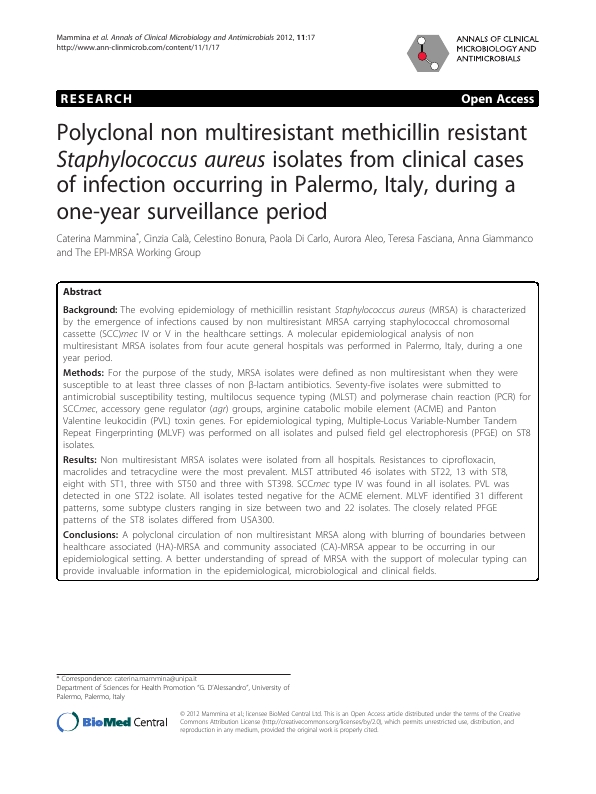 Mammina et al. Annals of Clinical Microbiology and Antimicrobials 2012, 11:17
http://www.ann-clinmicrob.com/content/11/1/17
ANNALS OF CLINICAL
MICROBIOLOGY AND
ANTIMICROBIALS
RESEARCH Open Access
Polyclonal non multiresistant methicillin resistant
Staphylococcus aureus isolates from clinical cases
of infection occurring in Palermo, Italy, during a
one-year surveillance period
Caterina Mammina*, Cinzia Calà, Celestino Bonura, Paola Di Carlo, Aurora Aleo, Teresa Fasciana, Anna Giammanco
and The EPI-MRSA Working Group
Abstract
Background: The evolving epidemiology of methicillin resistant Staphylococcus aureus (MRSA) is characterized
by the emergence of infections caused by non multiresistant MRSA carrying staphylococcal chromosomal
cassette (SCC)mec IV or V in the healthcare settings. A molecular epidemiological analysis of non
multiresistant MRSA isolates from four acute general hospitals was performed in Palermo, Italy, during a one
year period.
Methods: For the purpose of the study, MRSA isolates were defined as non multiresistant when they were
susceptible to at least three classes of non β-lactam antibiotics. Seventy-five isolates were submitted to
antimicrobial susceptibility testing, multilocus sequence typing (MLST) and polymerase chain reaction (PCR) for
SCCmec, accessory gene regulator (agr) groups, arginine catabolic mobile element (ACME) and Panton
Valentine leukocidin (PVL) toxin genes. For epidemiological typing, Multiple-Locus Variable-Number Tandem
Repeat Fingerprinting (MLVF) was performed on all isolates and pulsed field gel electrophoresis (PFGE) on ST8
isolates.
Results: Non multiresistant MRSA isolates were isolated from all hospitals. Resistances to ciprofloxacin,
macrolides and tetracycline were the most prevalent. MLST attributed 46 isolates with ST22, 13 with ST8,
eight with ST1, three with ST50 and three with ST398. SCCmec type IV was found in all isolates. PVL was
detected in one ST22 isolate. All isolates tested negative for the ACME element. MLVF identified 31 different
patterns, some subtype clusters ranging in size between two and 22 isolates. The closely related PFGE
patterns of the ST8 isolates differed from USA300.
Conclusions: A polyclonal circulation of non multiresistant MRSA along with blurring of boundaries between
healthcare associated (HA)-MRSA and community associated (CA)-MRSA appear to be occurring in our
epidemiological setting. A better understanding of spread of MRSA with the support of molecular typing can
provide invaluable information in the epidemiological, microbiological and clinical fields.
* Correspondence: caterina.mammina@unipa.it
Department of Sciences for Health Promotion "G. D'Alessandro", University of
Palermo, Palermo, Italy
BioMed Central
© 2012 Mammina et al.; licensee BioMed Central Ltd. This is an Open Access article distributed under the terms of the Creative
Commons Attribution License (http://creativecommons.org/licenses/by/2.0), which permits unrestricted use, distribution, and
reproduction in any medium, provided the original work is properly cited.